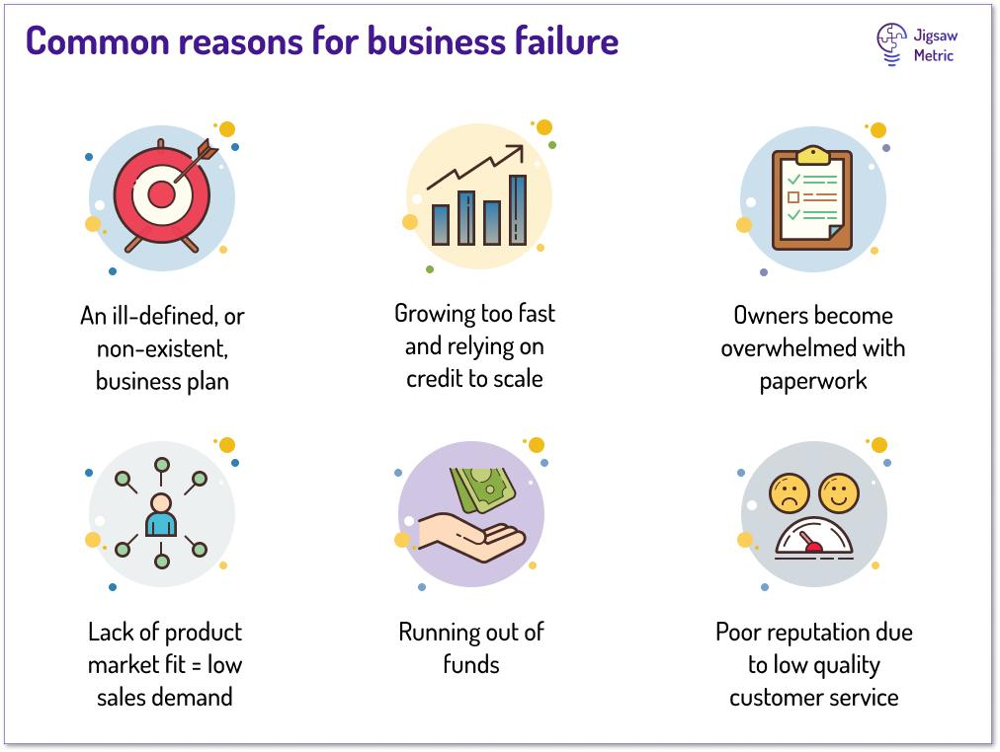 Common reasons for business failure
Jigsaw
Metric
An ill-defined, or
non-existent,
business plan
Growing too fast
and relying on
credit to scale
Owners become
overwhelmed with
paperwork
Lack of product
market fit = low
sales demand
Running out of
funds
Poor reputation due
to low quality
customer service